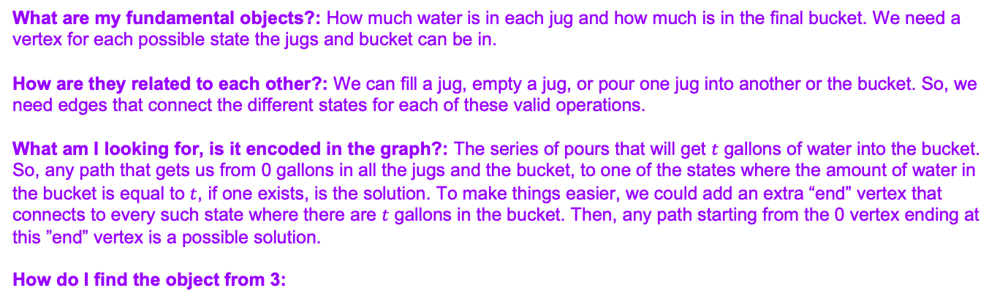 What are my fundamental objects?: How much water is in each jug and how much is in the final bucket. We need a
vertex for each possible state the jugs and bucket can be in.
How are they related to each other?: We can fill a jug, empty a jug, or pour one jug into another or the bucket. So, we
need edges that connect the different states for each of these valid operations.
What am I looking for, is it encoded in the graph?: The series of pours that will get t gallons of water into the bucket.
So, any path that gets us from 0 gallons in all the jugs and the bucket, to one of the states where the amount of water in
the bucket is equal to t, if one exists, is the solution. To make things easier, we could add an extra “end” vertex that
connects to every such state where there are t gallons in the bucket. Then, any path starting from the 0 vertex ending at
this ”end” vertex is a possible solution.
How do I find the object from 3: